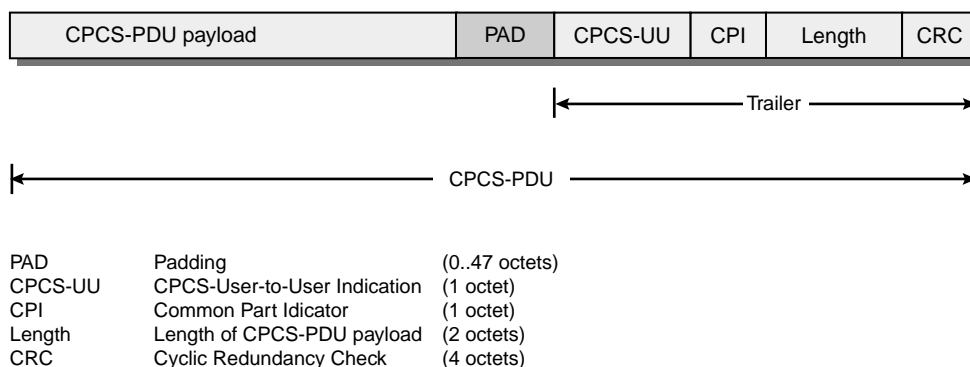 CPCS-PDU payload PAD CPCS-UU CPI Length CRC
Trailer
CPCS-PDU
PAD Padding (0..47 octets)
CPCS-UU CPCS-User-to-User Indication (1 octet)
CPI Common Part Idicator (1 octet)
Length Length of CPCS-PDU payload (2 octets)
CRC Cyclic Redundancy Check (4 octets)